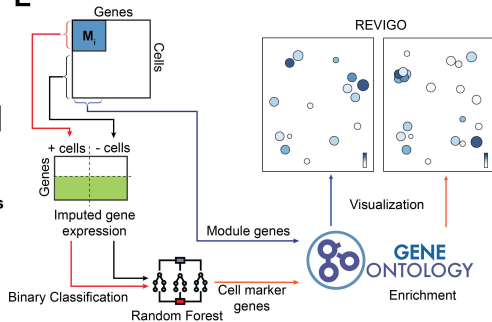 Genes
REVIGO
Mi
Cells
+ cells
- cells
Genes
Imputed gene
expression
Module genes
Visualization
GENE
ONTOLOGY
Enrichment
Binary Classification
Cell marker
genes
Random Forest